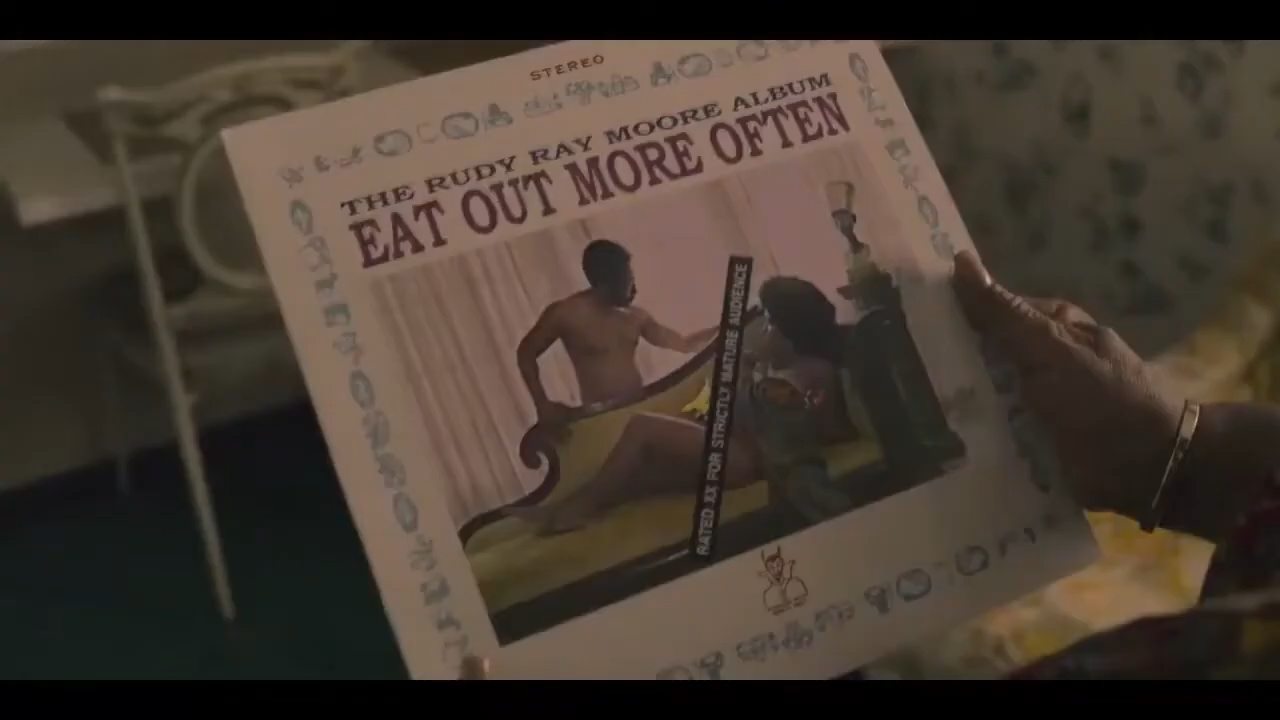 STEREO
THE RUDY RAY MOORE ALBUM
EAT OUT MORE OFTEN
RATED XX FOR STRICTLY MATURE AUDIENCE